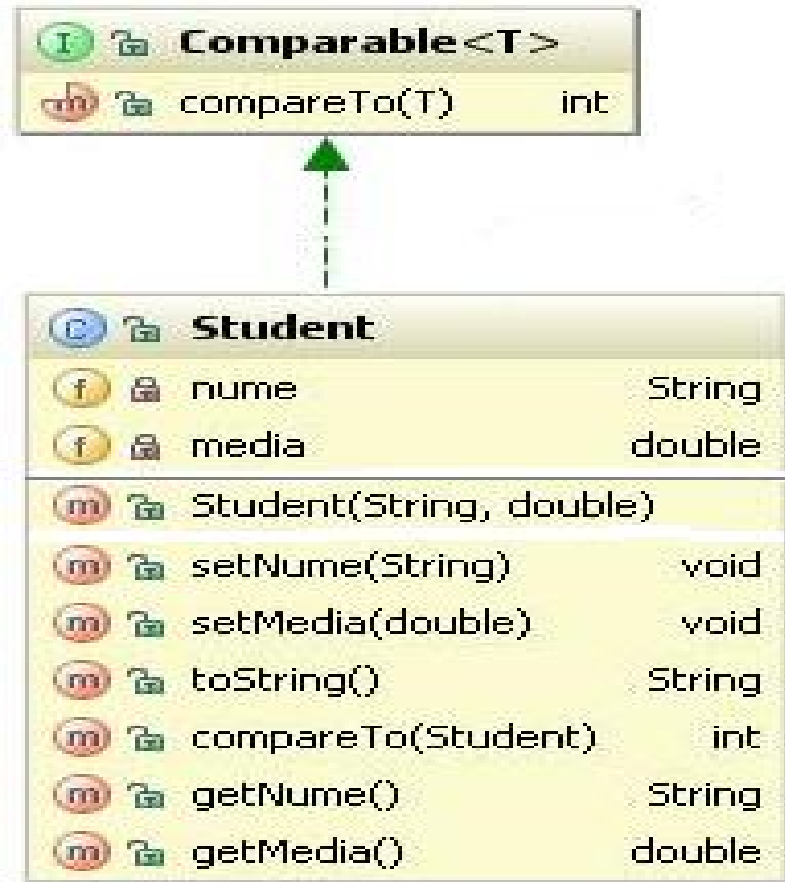 I Comparable<T>
m compareTo(T) int
C Student
f nume String
f media double
m Student(String, double)
m setNume(String) void
m setMedia(double) void
m toString() String
m compareTo(Student) int
m getNume() String
m getMedia() double